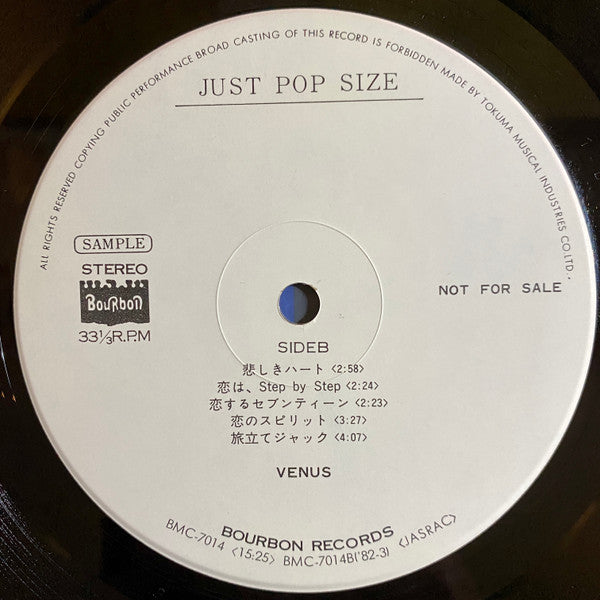 ALL RIGHTS RESERVED COPYING PUBLIC PERFORMANCE BROAD CASTING OF THIS RECORD IS FORBIDDEN MADE BY TOKUMA MUSICAL INDUSTRIES CO.LTD.,
JUST POP SIZE
SAMPLE
STEREO
BOURBON
33⅓R.P.M
NOT FOR SALE
SIDEB
悲しきハート〈2:58〉
恋は、Step by Step〈2:24〉
恋するセブンティーン〈2:23〉
恋のスピリット〈3:27〉
旅立てジャック〈4:07〉
VENUS
BOURBON RECORDS
BMC-7014 〈15:25〉 BMC-7014B('82-3) 〈JASRAC〉